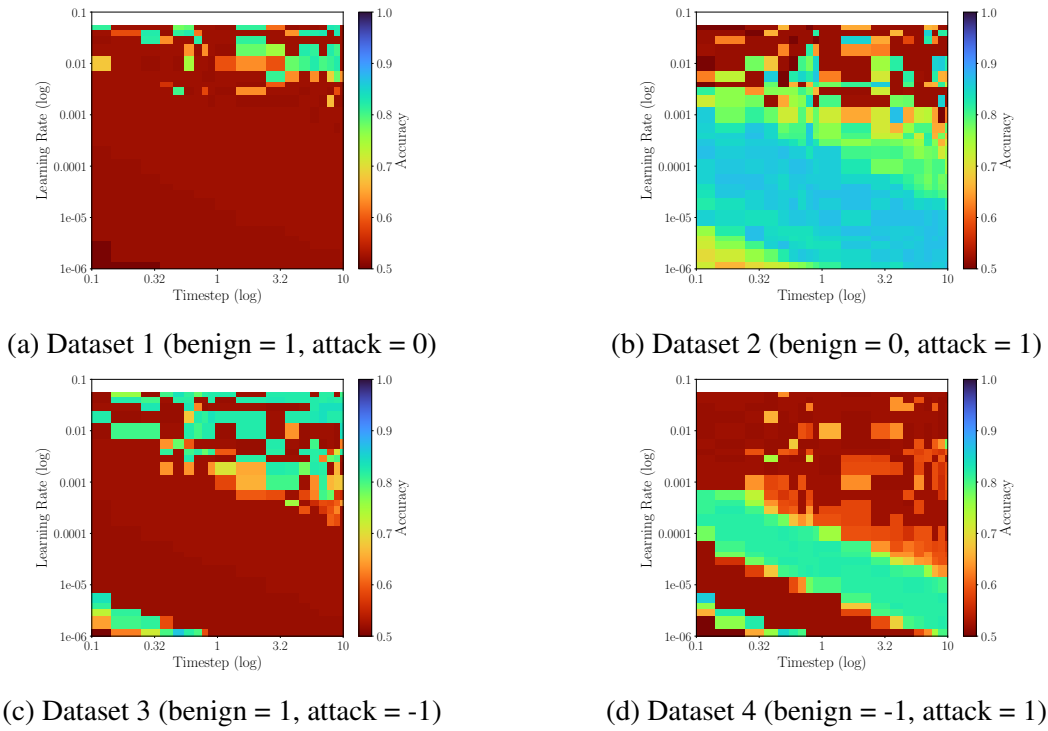 0.1
0.01
0.001
0.0001
1e-05
1e-06
Learning Rate (log)
0.1 0.32 1 3.2 10
Timestep (log)
1.0
0.9
0.8
0.7
0.6
0.5
Accuracy
(a) Dataset 1 (benign = 1, attack = 0)
0.1
0.01
0.001
0.0001
1e-05
1e-06
Learning Rate (log)
0.1 0.32 1 3.2 10
Timestep (log)
1.0
0.9
0.8
0.7
0.6
0.5
Accuracy
(b) Dataset 2 (benign = 0, attack = 1)
0.1
0.01
0.001
0.0001
1e-05
1e-06
Learning Rate (log)
0.1 0.32 1 3.2 10
Timestep (log)
1.0
0.9
0.8
0.7
0.6
0.5
Accuracy
(c) Dataset 3 (benign = 1, attack = -1)
0.1
0.01
0.001
0.0001
1e-05
1e-06
Learning Rate (log)
0.1 0.32 1 3.2 10
Timestep (log)
1.0
0.9
0.8
0.7
0.6
0.5
Accuracy
(d) Dataset 4 (benign = -1, attack = 1)